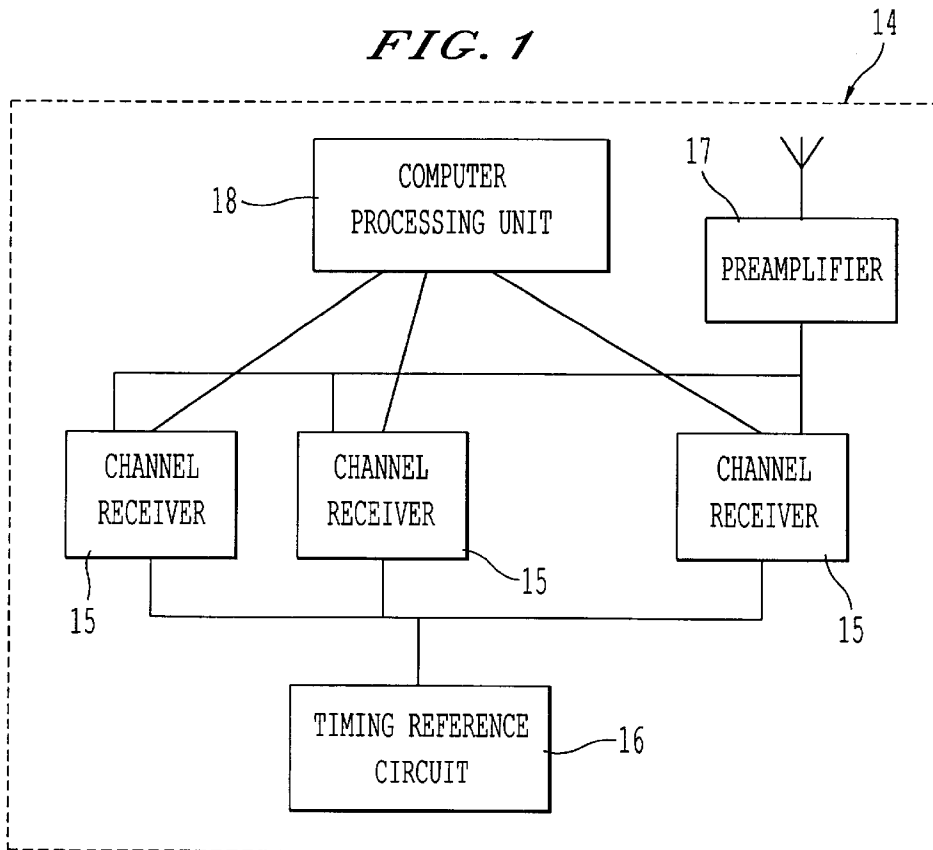 FIG. 1
14
COMPUTER
PROCESSING UNIT
18
17
PREAMPLIFIER
CHANNEL
RECEIVER
15
CHANNEL
RECEIVER
15
CHANNEL
RECEIVER
15
TIMING REFERENCE
CIRCUIT
16